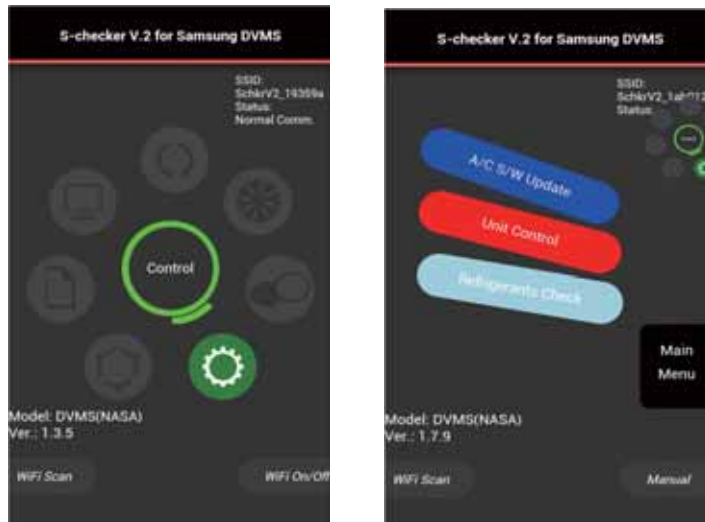 S-checker V.2 for Samsung DVMS
SSID:
SchkrV2_19359a
Status:
Normal Comm.
Control
Model: DVMS(NASA)
Ver.: 1.3.5
WiFi Scan
WiFi On/Off
S-checker V.2 for Samsung DVMS
SSID:
Status:
A/C S/W Update
Unit Control
Refrigerants Check
Main
Menu
Model: DVMS(NASA)
Ver.: 1.7.9
WiFi Scan
Manual